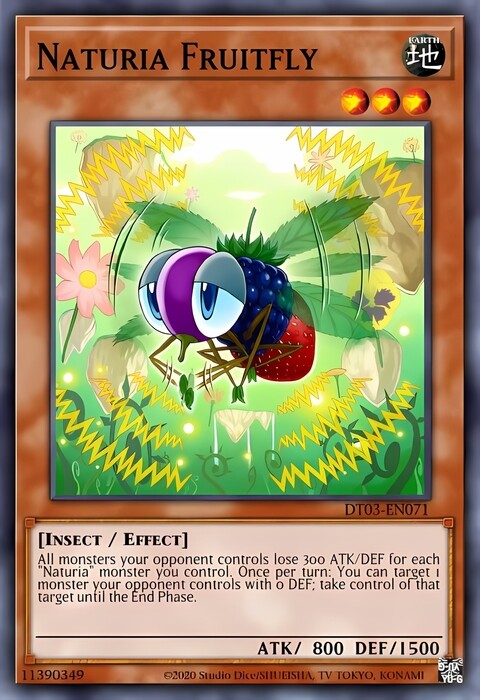 Naturia Fruitfly
EARTH
地
DT03-EN071
[Insect / Effect]
All monsters your opponent controls lose 300 ATK/DEF for each
"Naturia" monster you control. Once per turn: You can target 1
monster your opponent controls with 0 DEF; take control of that
target until the End Phase.
ATK/ 800 DEF/1500
11390349
©2020 Studio Dice/SHUEISHA, TV TOKYO, KONAMI